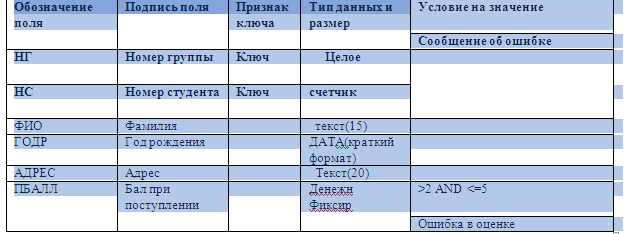 Обозначение поля Подпись поля Признак ключа Тип данных и размер Условие на значение
Сообщение об ошибке
НГ Номер группы Ключ Целое
НС Номер студента Ключ счетчик
ФИО Фамилия текст(15)
ГОДР Год рождения ДАТА(краткий формат)
АДРЕС Адрес Текст(20)
ПБАЛЛ Бал при поступлении Денежн Фиксир >2 AND <=5
Ошибка в оценке